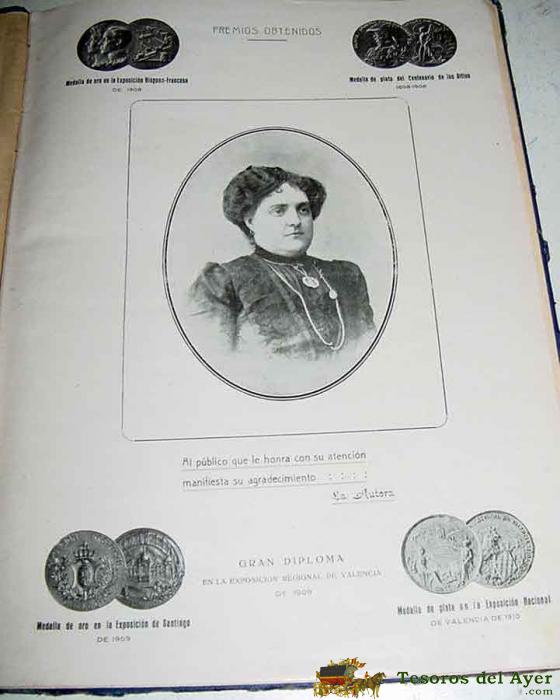 PREMIOS OBTENIDOS
Medalla de oro en la Exposición Hispano-Francesa
DE 1908
Medalla de plata del Centenario de los Sitios
1808-1908
Al público que le honra con su atención
manifiesta su agradecimiento : : : :
La Autora
GRAN DIPLOMA
EN LA EXPOSICIÓN REGIONAL DE VALENCIA
DE 1909
Medalla de oro en la Exposición de Santiago
DE 1909
Medalla de plata en la Exposición Nacional
DE VALENCIA DE 1910
Tesoros del Ayer
.com